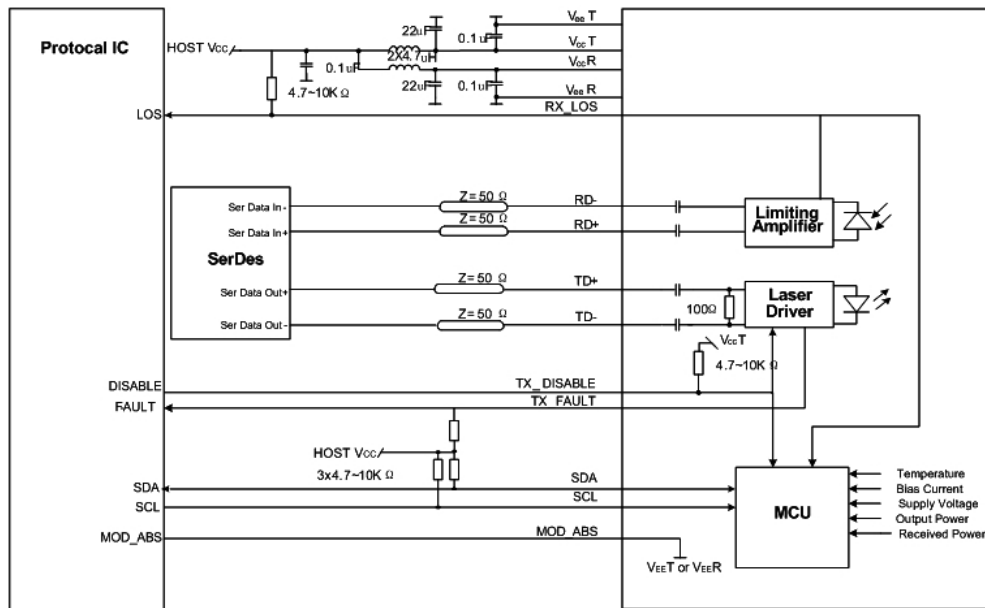 Protocal IC
HOST Vcc
22uF
0.1uF
VeeT
VccT
2X4.7uH
0.1uF
VccR
22uF
0.1uF
VeeR
4.7~10K Ω
LOS
RX_LOS
Ser Data In-
Z=50 Ω
RD-
Limiting
Amplifier
Ser Data In+
Z=50 Ω
RD+
SerDes
Ser Data Out+
Z=50 Ω
TD+
100Ω
Laser
Driver
Ser Data Out-
Z=50 Ω
TD-
VccT
4.7~10K Ω
DISABLE
TX_DISABLE
FAULT
TX_FAULT
HOST Vcc
3x4.7~10K Ω
SDA
SDA
SCL
SCL
MCU
Temperature
Bias Current
Supply Voltage
Output Power
Received Power
MOD_ABS
MOD_ABS
VEET or VEER